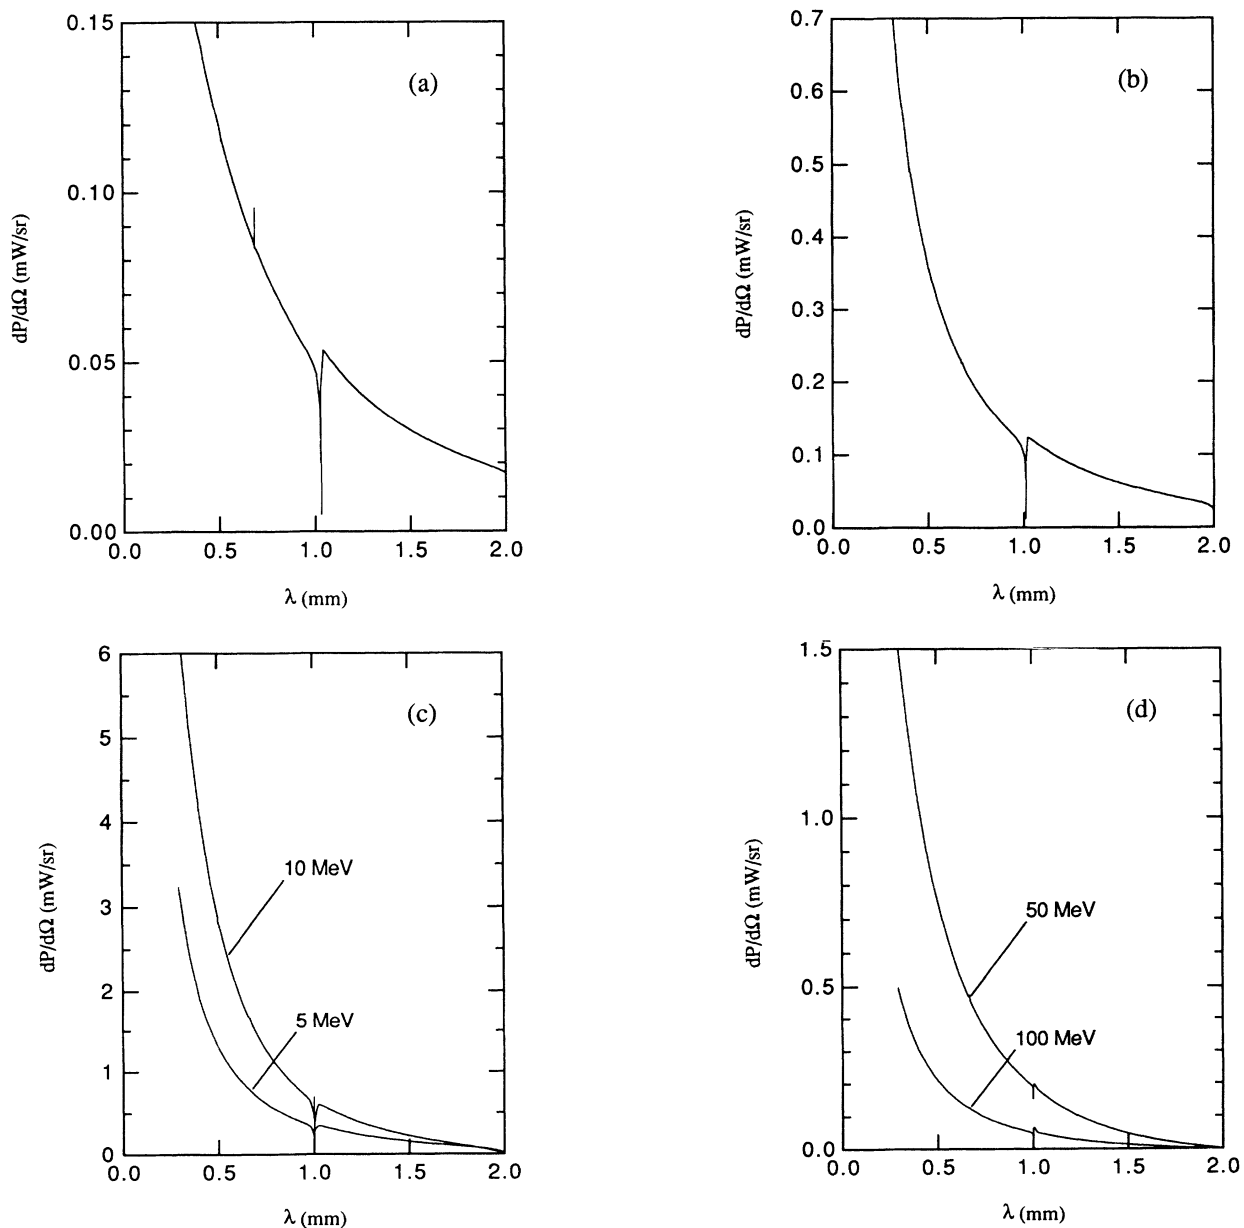 0.15
(a)
0.10
dP/dΩ (mW/sr)
0.05
0.00
0.0 0.5 1.0 1.5 2.0
λ (mm)
0.7
(b)
0.6
0.5
0.4
dP/dΩ (mW/sr)
0.3
0.2
0.1
0.0
0.0 0.5 1.0 1.5 2.0
λ (mm)
6
(c)
5
4
10 MeV
dP/dΩ (mW/sr)
3
2
5 MeV
1
0
0.0 0.5 1.0 1.5 2.0
λ (mm)
1.5
(d)
1.0
50 MeV
dP/dΩ (mW/sr)
0.5
100 MeV
0.0
0.0 0.5 1.0 1.5 2.0
λ (mm)